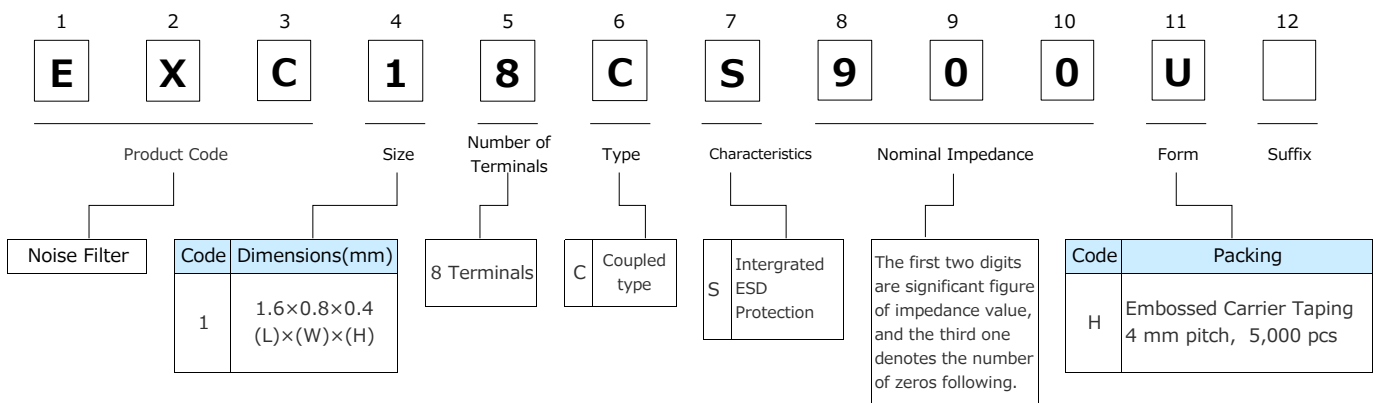 1 2 3 4 5 6 7 8 9 10 11 12
E X C 1 8 C S 9 0 0 U
Product Code
Size
Number of
Terminals
Type
Characteristics
Nominal Impedance
Form
Suffix
Noise Filter
Code Dimensions(mm)
1
1.6×0.8×0.4
(L)×(W)×(H)
8 Terminals
C
Coupled
type
S
Intergrated
ESD
Protection
The first two digits
are significant figure
of impedance value,
and the third one
denotes the number
of zeros following.
Code Packing
H
Embossed Carrier Taping
4 mm pitch, 5,000 pcs